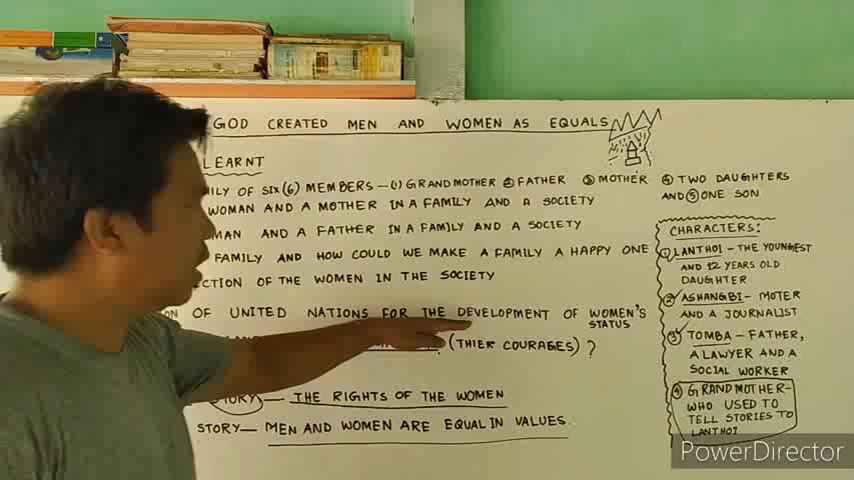 GOD CREATED MEN AND WOMEN AS EQUALS
LEARNT
MILY OF SIX(6) MEMBERS — (1) GRANDMOTHER ② FATHER ③ MOTHER ④ TWO DAUGHTERS
AND ⑤ ONE SON
WOMAN AND A MOTHER IN A FAMILY AND A SOCIETY
MAN AND A FATHER IN A FAMILY AND A SOCIETY
FAMILY AND HOW COULD WE MAKE A FAMILY A HAPPY ONE
ECTION OF THE WOMEN IN THE SOCIETY
ON OF UNITED NATIONS FOR THE DEVELOPMENT OF WOMEN'S
STATUS
(THIER COURAGES) ?
STORY — THE RIGHTS OF THE WOMEN
STORY — MEN AND WOMEN ARE EQUAL IN VALUES.
CHARACTERS:
① LANTHOI - THE YOUNGEST
AND 12 YEARS OLD
DAUGHTER
② ASHANGBI - MOTER
AND A JOURNALIST
③ TOMBA - FATHER,
A LAWYER AND A
SOCIAL WORKER
④ GRANDMOTHER-
WHO USED TO
TELL STORIES TO
LANTHOI
PowerDirector